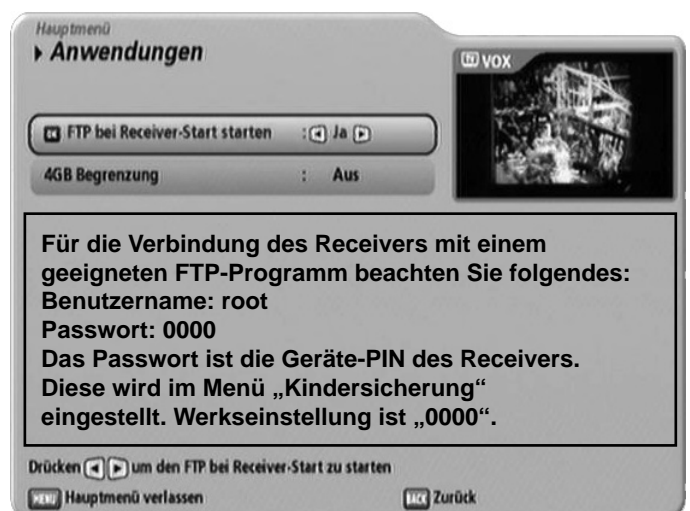 Hauptmenü
Anwendungen
VOX
OK FTP bei Receiver-Start starten : Ja
4GB Begrenzung : Aus
Für die Verbindung des Receivers mit einem
geeigneten FTP-Programm beachten Sie folgendes:
Benutzername: root
Passwort: 0000
Das Passwort ist die Geräte-PIN des Receivers.
Diese wird im Menü „Kindersicherung“
eingestellt. Werkseinstellung ist „0000“.
Drücken um den FTP bei Receiver-Start zu starten
MENU Hauptmenü verlassen BACK Zurück